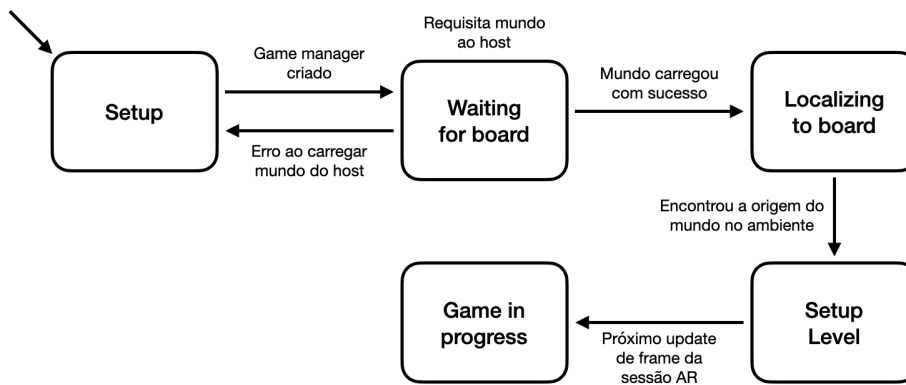 Requisita mundo
ao host
Game manager
criado
Setup
Waiting
for board
Mundo carregou
com sucesso
Localizing
to board
Erro ao carregar
mundo do host
Encontrou a origem do
mundo no ambiente
Game in
progress
Próximo update
de frame da
sessão AR
Setup
Level